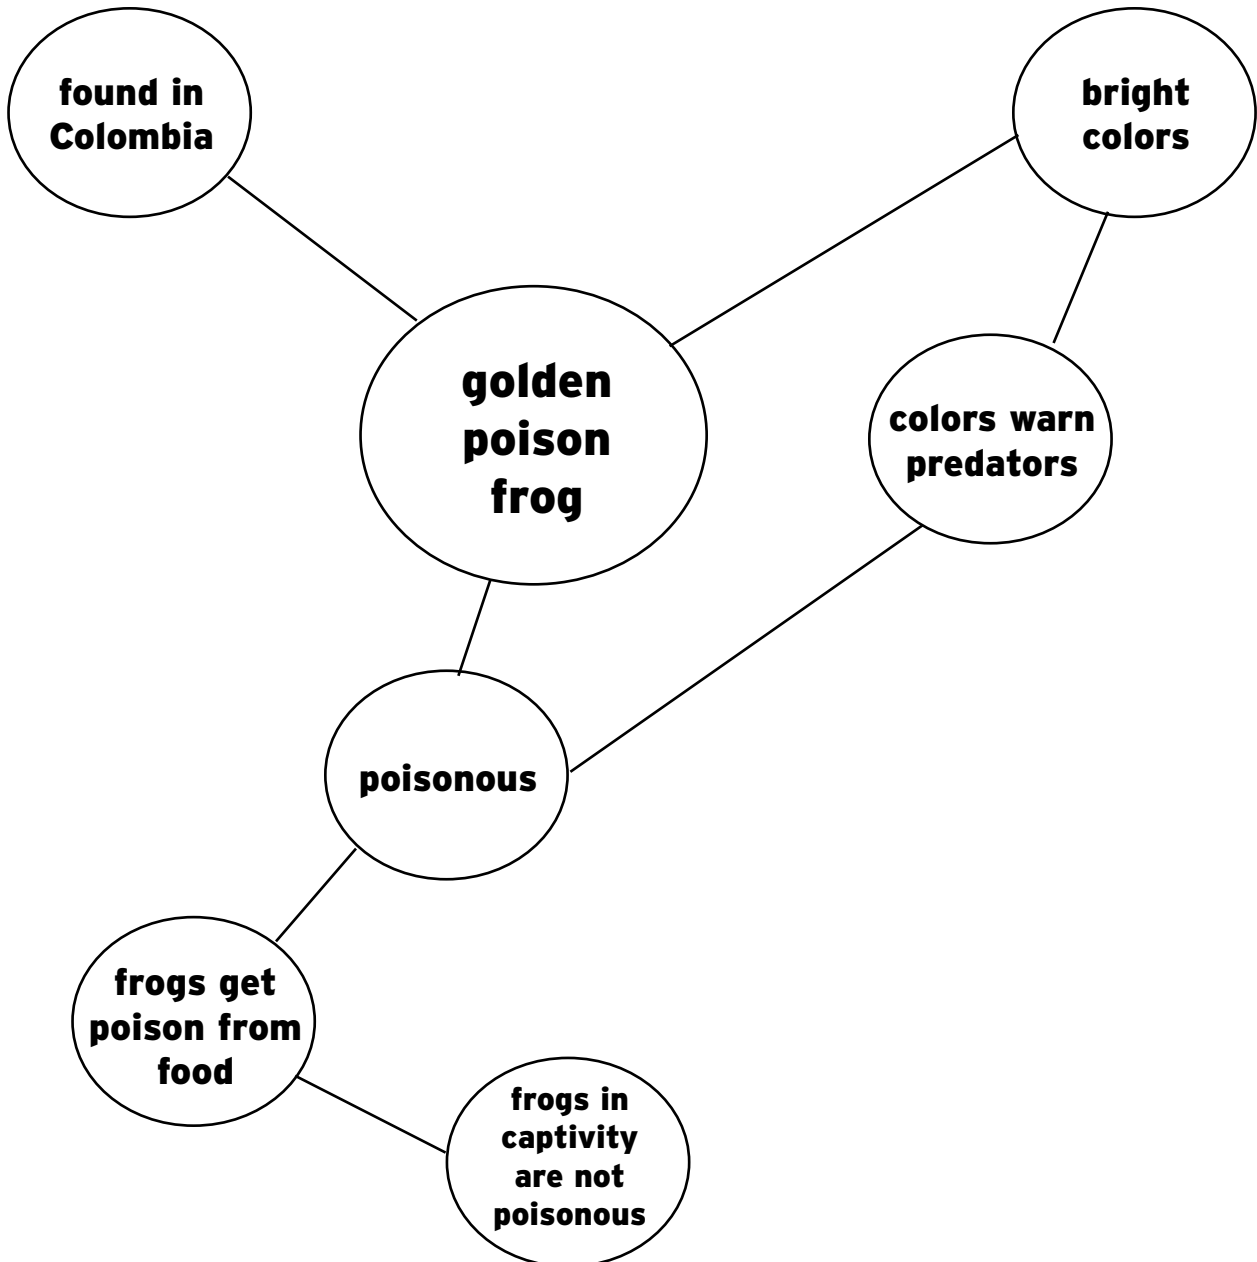 found in
Colombia
bright
colors
golden
poison
frog
colors warn
predators
poisonous
frogs get
poison from
food
frogs in
captivity
are not
poisonous